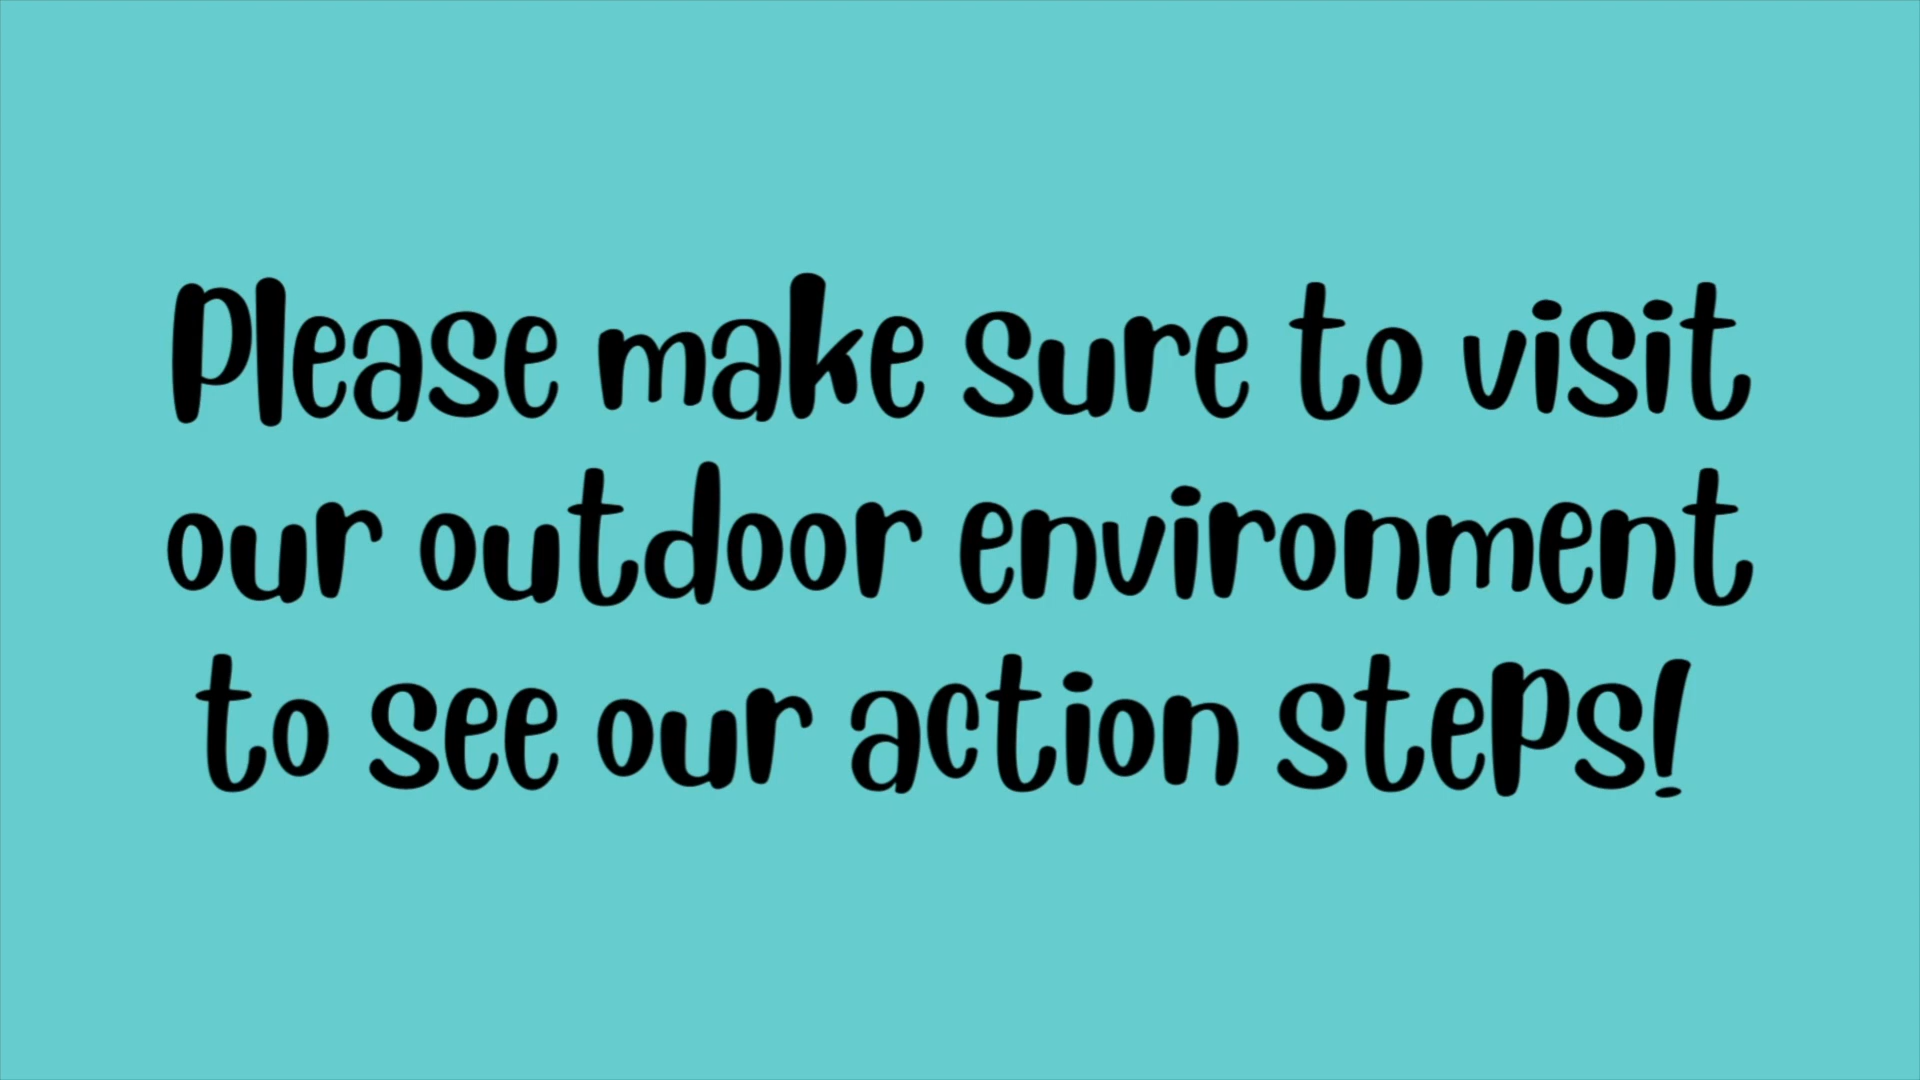 Please make sure to visit
our outdoor environment
to see our action steps!